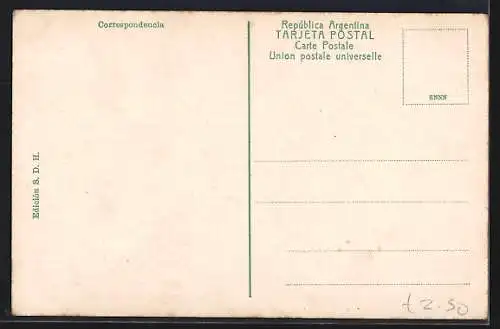 Correspondencia
República Argentina
TARJETA POSTAL
Carte Postale
Union postale universelle
Edición S. D. H.
£ 2.50